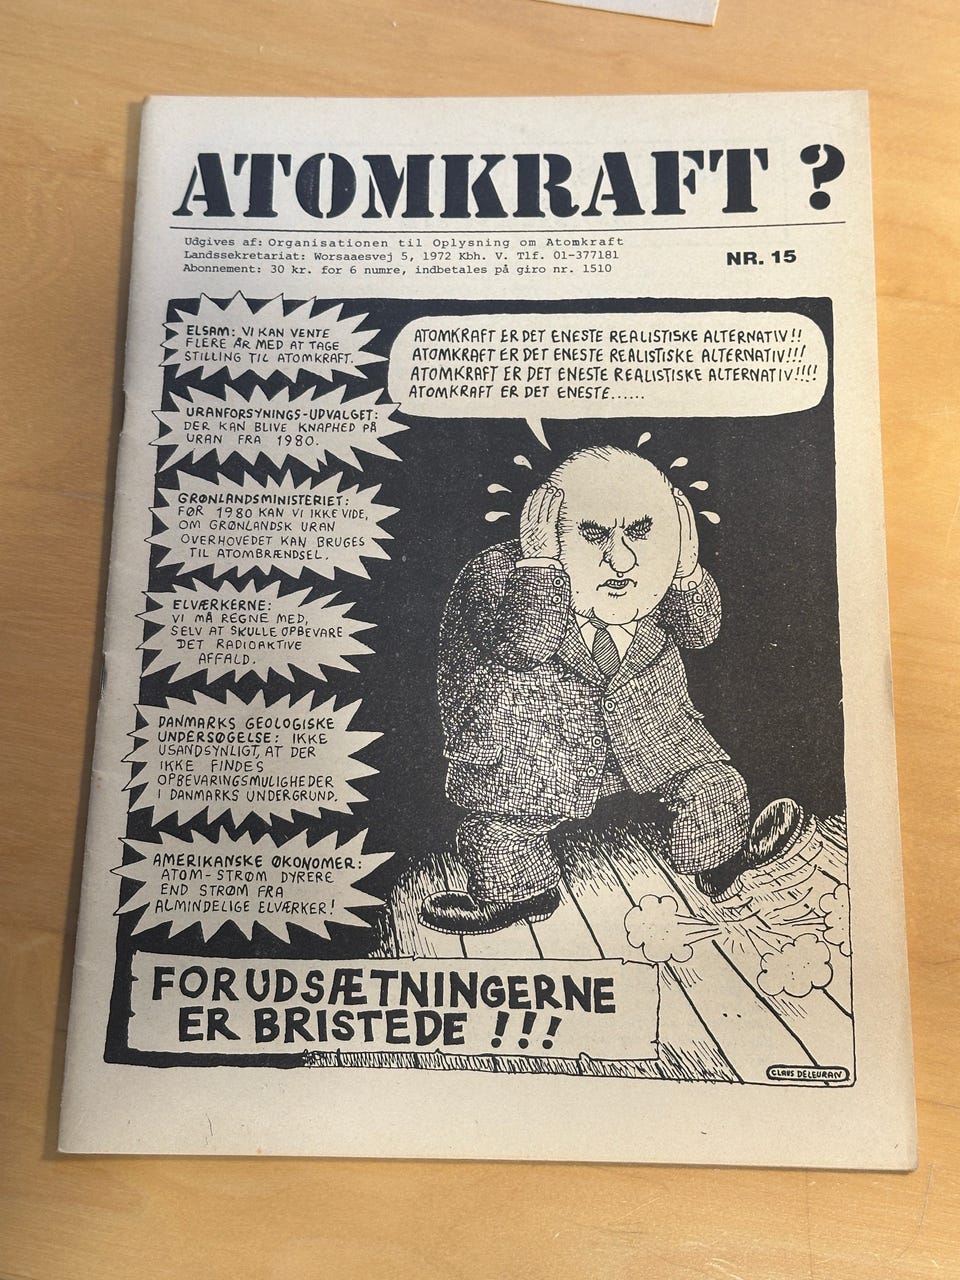 ATOMKRAFT ?
Udgives af: Organisationen til Oplysning om Atomkraft
Landssekretariat: Worsaaesvej 5, 1972 Kbh. V. Tlf. 01-377181
Abonnement: 30 kr. for 6 numre, indbetales på giro nr. 1510
NR. 15
ELSAM: VI KAN VENTE
FLERE ÅR MED AT TAGE
STILLING TIL ATOMKRAFT.
ATOMKRAFT ER DET ENESTE REALISTISKE ALTERNATIV!!
ATOMKRAFT ER DET ENESTE REALISTISKE ALTERNATIV!!!
ATOMKRAFT ER DET ENESTE REALISTISKE ALTERNATIV!!!!
ATOMKRAFT ER DET ENESTE......
URANFORSYNINGS-UDVALGET:
DER KAN BLIVE KNAPHED PÅ
URAN FRA 1980.
GRØNLANDSMINISTERIET:
FØR 1980 KAN VI IKKE VIDE,
OM GRØNLANDSK URAN
OVERHOVEDET KAN BRUGES
TIL ATOMBRÆNDSEL.
ELVÆRKERNE:
VI MÅ REGNE MED,
SELV AT SKULLE OPBEVARE
DET RADIOAKTIVE
AFFALD.
DANMARKS GEOLOGISKE
UNDERSØGELSE: IKKE
USANDSYNLIGT, AT DER
IKKE FINDES
OPBEVARINGSMULIGHEDER
I DANMARKS UNDERGRUND.
AMERIKANSKE ØKONOMER:
ATOM-STRØM DYRERE
END STRØM FRA
ALMINDELIGE ELVÆRKER!
FORUDSÆTNINGERNE
ER BRISTEDE !!!
CLAUS DELEURAN